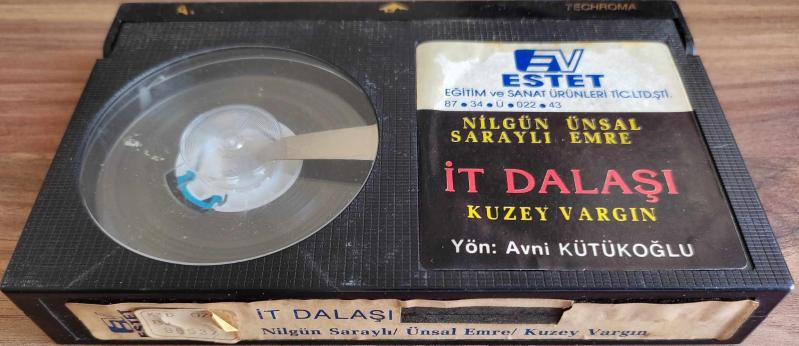 TECHROMA
EV
ESTET
EĞİTİM ve SANAT ÜRÜNLERİ TİC.LTD.ŞTİ.
87 • 34 • Ü • 022 • 43
NİLGÜN ÜNSAL
SARAYLI EMRE
İT DALAŞI
KUZEY VARGIN
Yön: Avni KÜTÜKOĞLU
EV
ESTET
İT DALAŞI
Nilgün Saraylı/ Ünsal Emre/ Kuzey Vargın